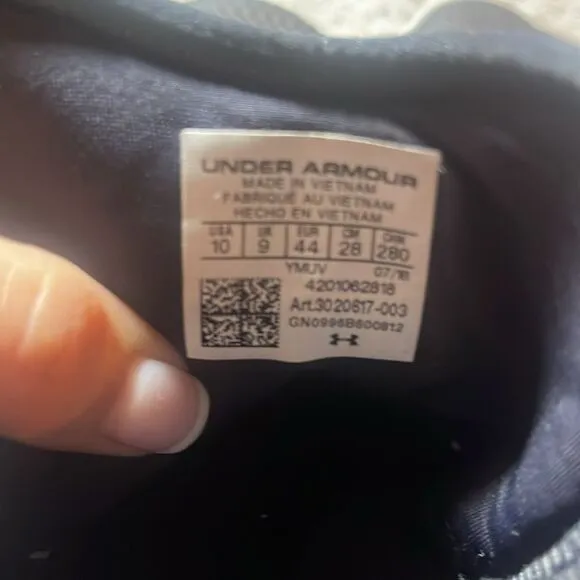 UNDER ARMOUR
MADE IN VIETNAM
FABRIQUÉ AU VIETNAM
HECHO EN VIETNAM
USA UK EUR CM CHN
10 9 44 28 280
YMUV 07/18
4201062818
Art.3020617-003
GN0996B600812